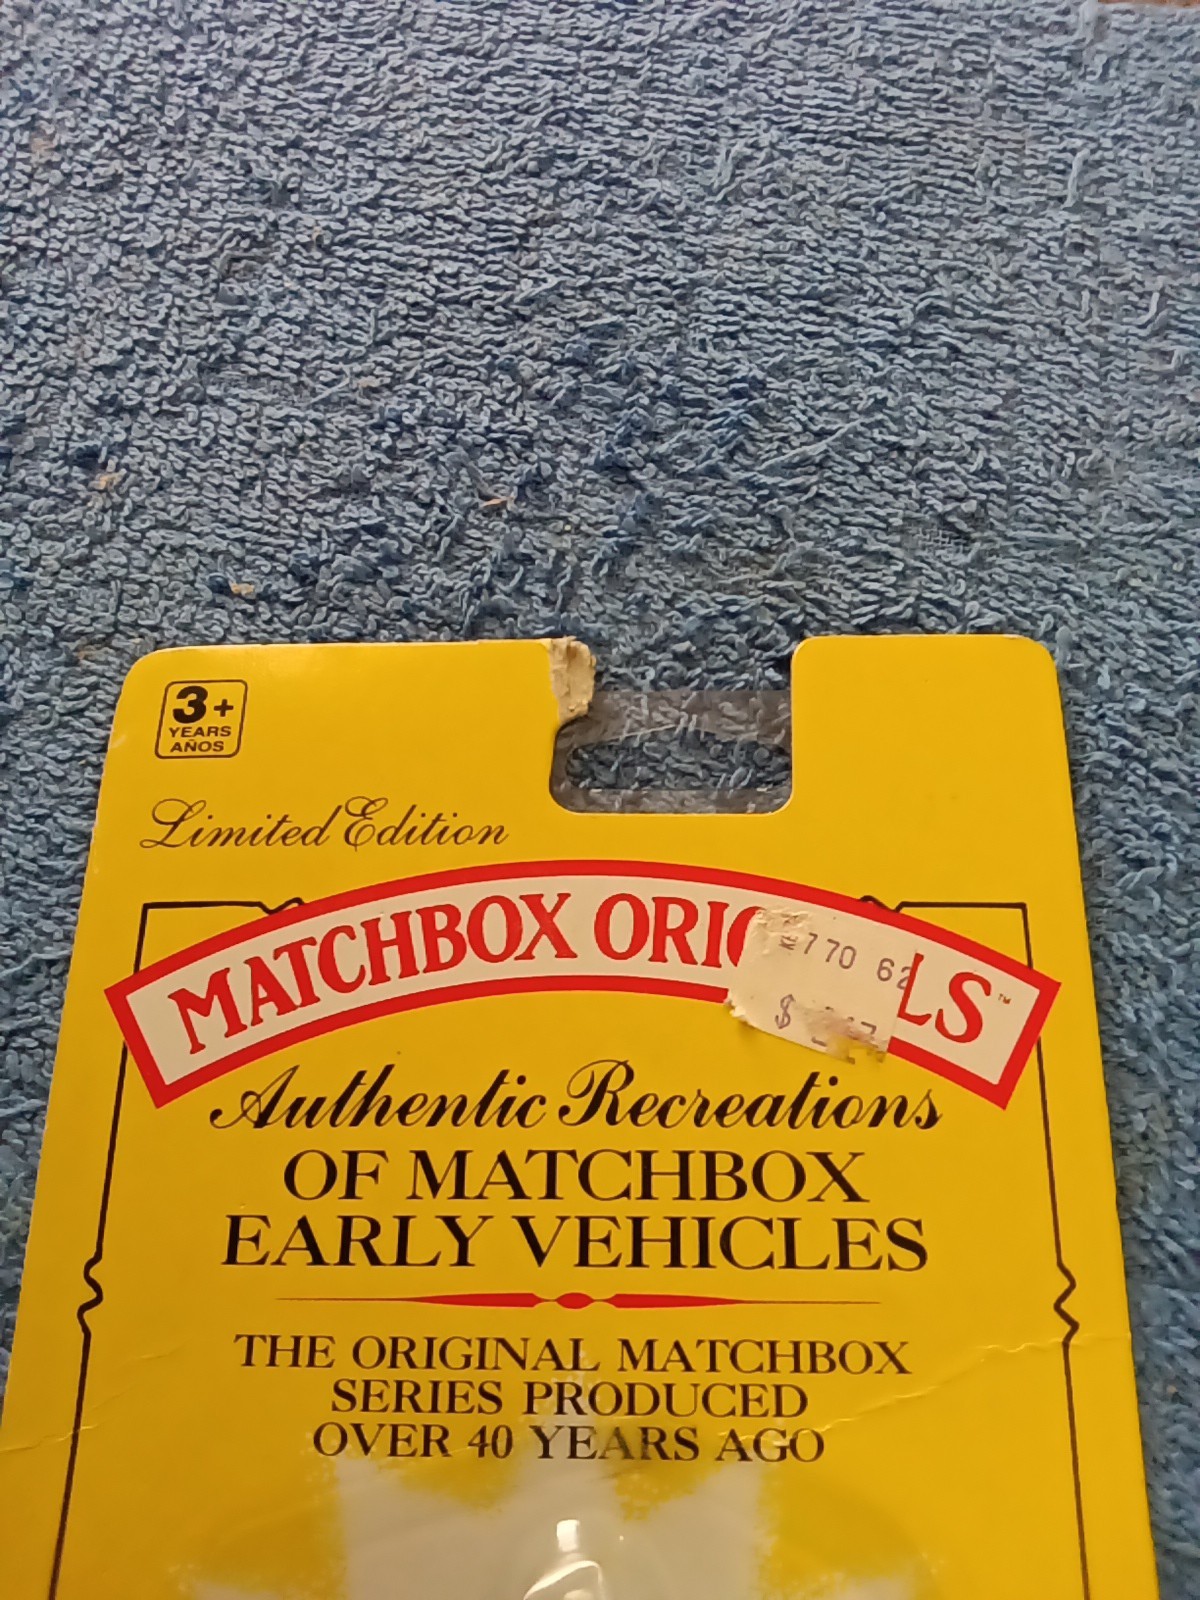 3+
YEARS
AÑOS
Limited Edition
MATCHBOX ORIG LS™
770 62
$
Authentic Recreations
OF MATCHBOX
EARLY VEHICLES
THE ORIGINAL MATCHBOX
SERIES PRODUCED
OVER 40 YEARS AGO